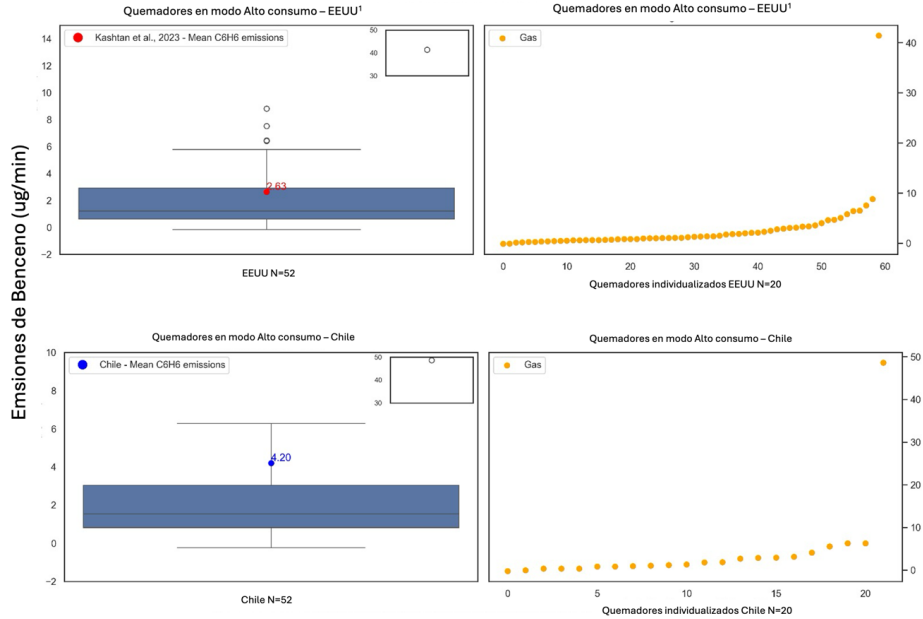 Quemadores en modo Alto consumo – EEUU¹
Quemadores en modo Alto consumo – EEUU¹
Kashtan et al., 2023 - Mean C6H6 emissions
Gas
14
12
10
8
6
4
2
0
−2
50
40
30
2.63
40
30
20
10
0
EEUU N=52
0 10 20 30 40 50 60
Quemadores individualizados EEUU N=20
Emsiones de Benceno (ug/min)
Quemadores en modo Alto consumo – Chile
Quemadores en modo Alto consumo – Chile
Chile - Mean C6H6 emissions
Gas
10
8
6
4
2
0
−2
50
40
30
4.20
50
40
30
20
10
0
Chile N=52
0 5 10 15 20
Quemadores individualizados Chile N=20